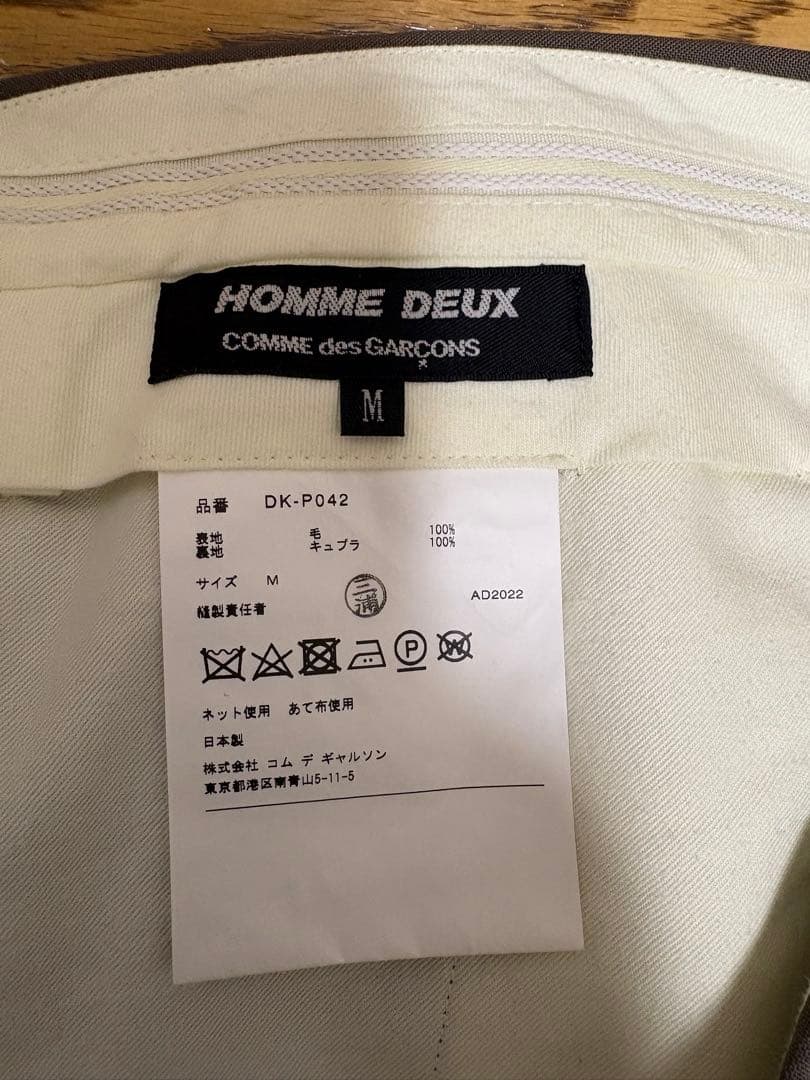 HOMME DEUX
COMME des GARÇONS
M
品番 DK-P042
表地 毛 100%
裏地 キュプラ 100%
サイズ M
縫製責任者 三浦 AD2022
P W
ネット使用 あて布使用
日本製
株式会社 コム デ ギャルソン
東京都港区南青山5-11-5